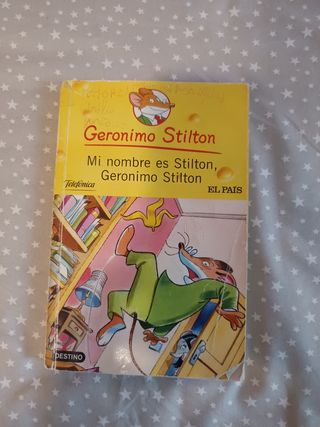 Geronimo Stilton
Mi nombre es Stilton,
Geronimo Stilton
Telefónica
EL PAÍS
DESTINO